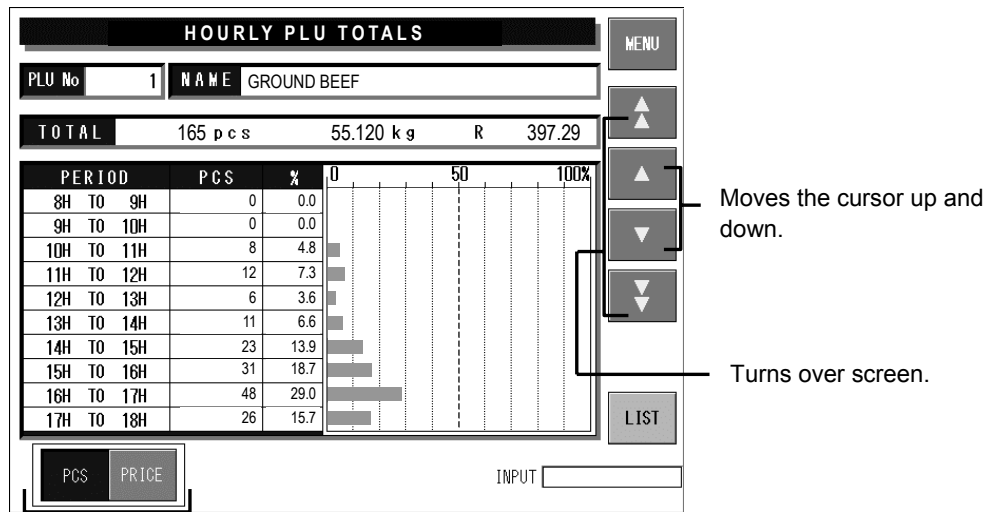 HOURLY PLU TOTALS
MENU
PLU No 1 NAME GROUND BEEF
TOTAL 165 pcs 55.120 kg R 397.29
PERIOD PCS % 0 50 100%
8H TO 9H 0 0.0
9H TO 10H 0 0.0
10H TO 11H 8 4.8
11H TO 12H 12 7.3
12H TO 13H 6 3.6
13H TO 14H 11 6.6
14H TO 15H 23 13.9
15H TO 16H 31 18.7
16H TO 17H 48 29.0
17H TO 18H 26 15.7
Moves the cursor up and
down.
Turns over screen.
LIST
PCS PRICE
INPUT